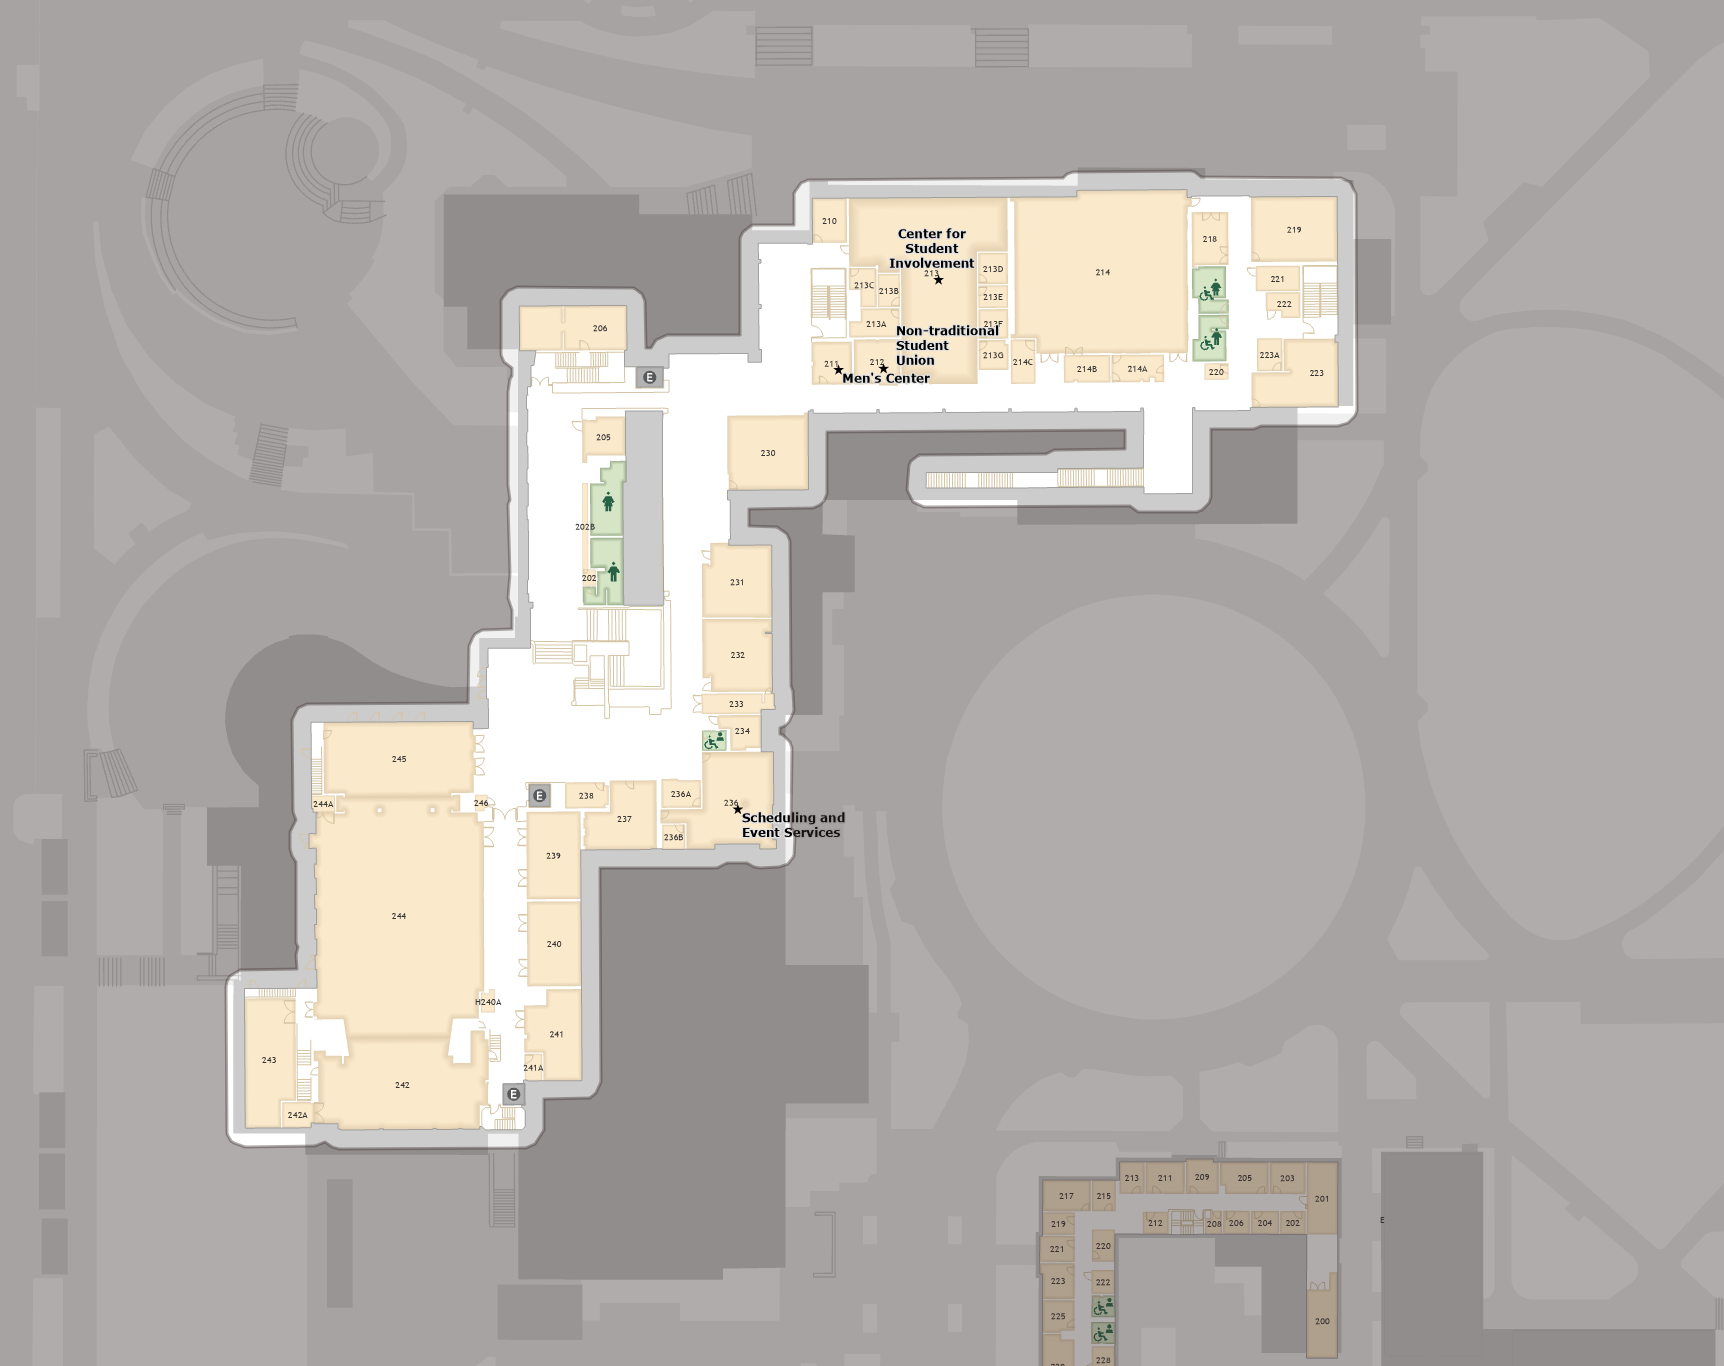 210
Center for
Student
Involvement
213
213D
213C
213B
213E
213A
213F
Non-traditional
Student
Union
213G
211
212
Men's Center
214
214C
214B
214A
218
219
221
222
220
223A
223
206
E
205
230
202B
202
231
232
233
234
245
244A
246
E
238
236A
236
Scheduling and
Event Services
237
236B
239
244
240
H240A
241
243
241A
242
E
242A
213
211
209
205
203
217
215
201
219
212
208
206
204
202
E
221
220
223
222
225
200
228